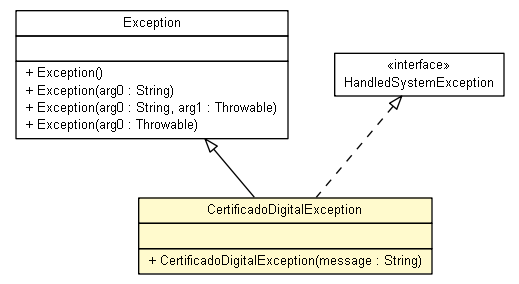 Exception
+ Exception()
+ Exception(arg0 : String)
+ Exception(arg0 : String, arg1 : Throwable)
+ Exception(arg0 : Throwable)
«interface»
HandledSystemException
CertificadoDigitalException
+ CertificadoDigitalException(message : String)